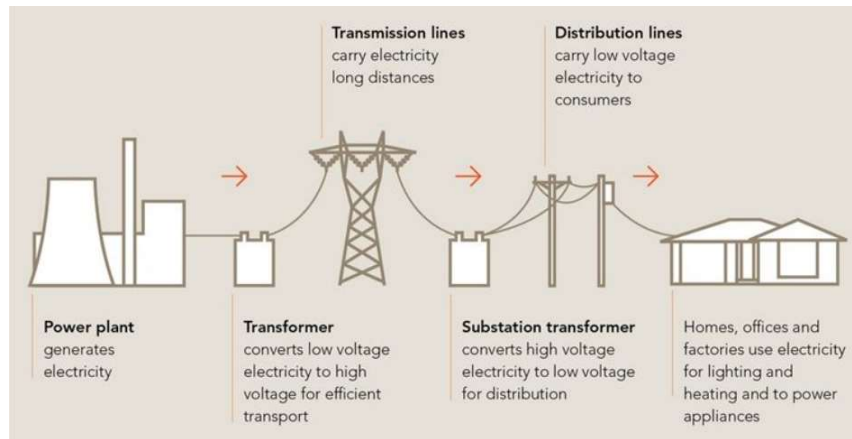 Transmission lines
carry electricity
long distances
Distribution lines
carry low voltage
electricity to
consumers
Power plant
generates
electricity
Transformer
converts low voltage
electricity to high
voltage for efficient
transport
Substation transformer
converts high voltage
electricity to low voltage
for distribution
Homes, offices and
factories use electricity
for lighting and
heating and to power
appliances